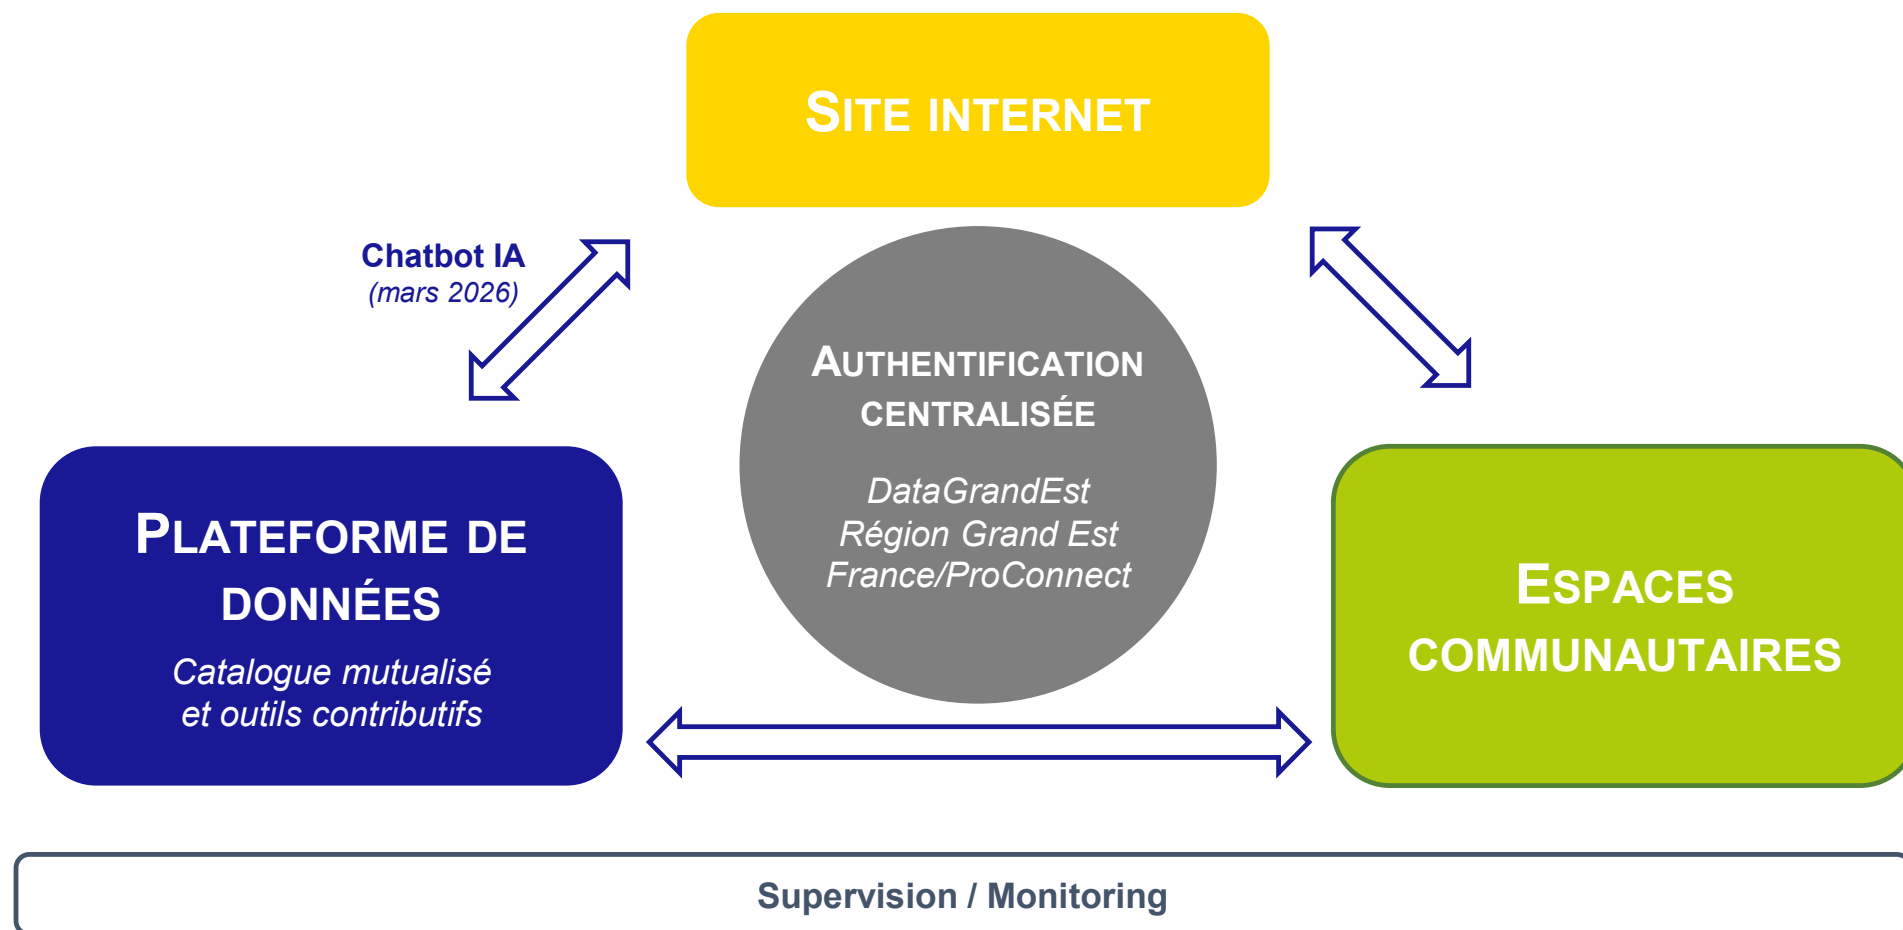 SITE INTERNET
Chatbot IA
(mars 2026)
AUTHENTIFICATION
CENTRALISÉE
DataGrandEst
Région Grand Est
France/ProConnect
PLATEFORME DE
DONNÉES
Catalogue mutualisé
et outils contributifs
ESPACES
COMMUNAUTAIRES
Supervision / Monitoring